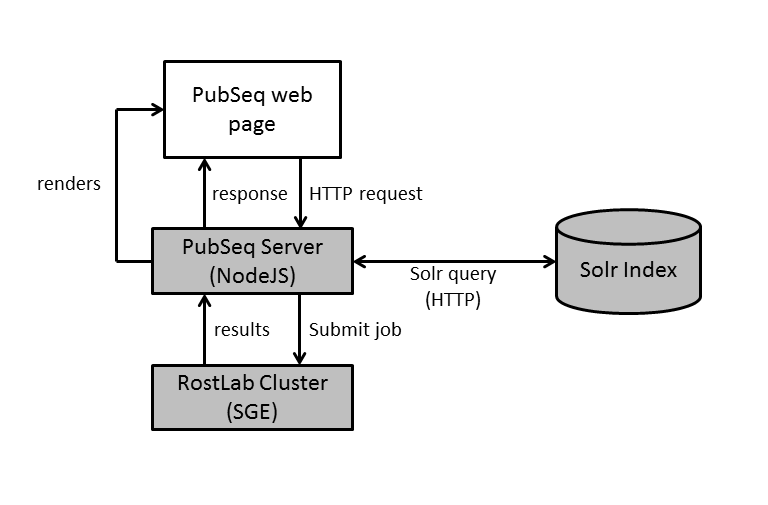 PubSeq web
page
renders
response
HTTP request
PubSeq Server
(NodeJS)
Solr query
(HTTP)
Solr Index
results
Submit job
RostLab Cluster
(SGE)